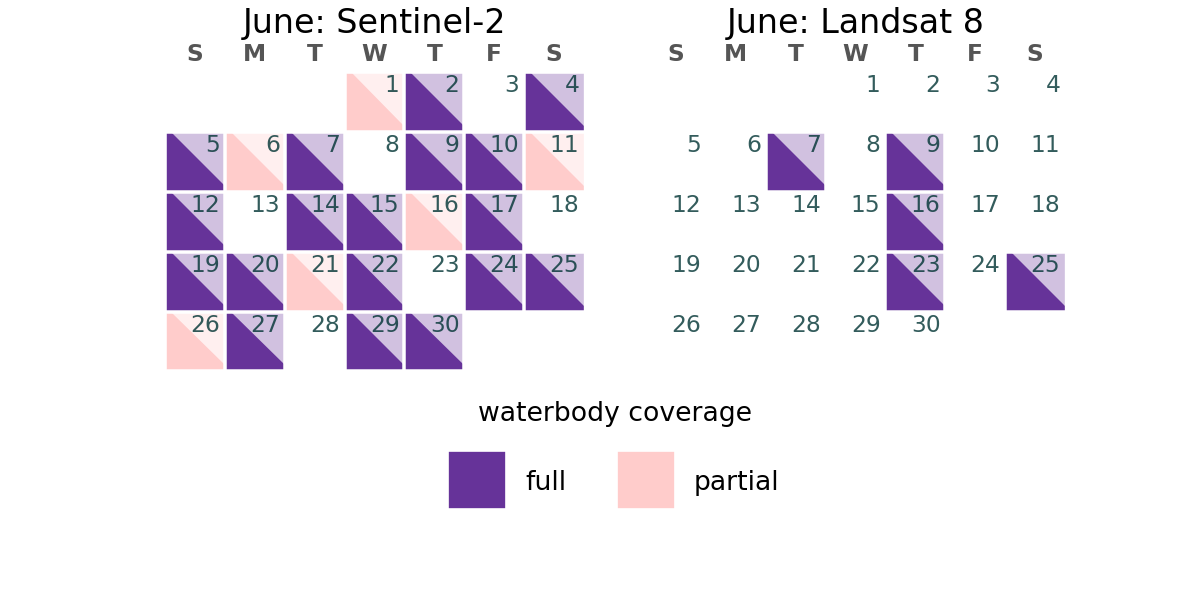 June: Sentinel-2
S M T W T F S
1 2 3 4
5 6 7 8 9 10 11
12 13 14 15 16 17 18
19 20 21 22 23 24 25
26 27 28 29 30
June: Landsat 8
S M T W T F S
1 2 3 4
5 6 7 8 9 10 11
12 13 14 15 16 17 18
19 20 21 22 23 24 25
26 27 28 29 30
waterbody coverage
full
partial